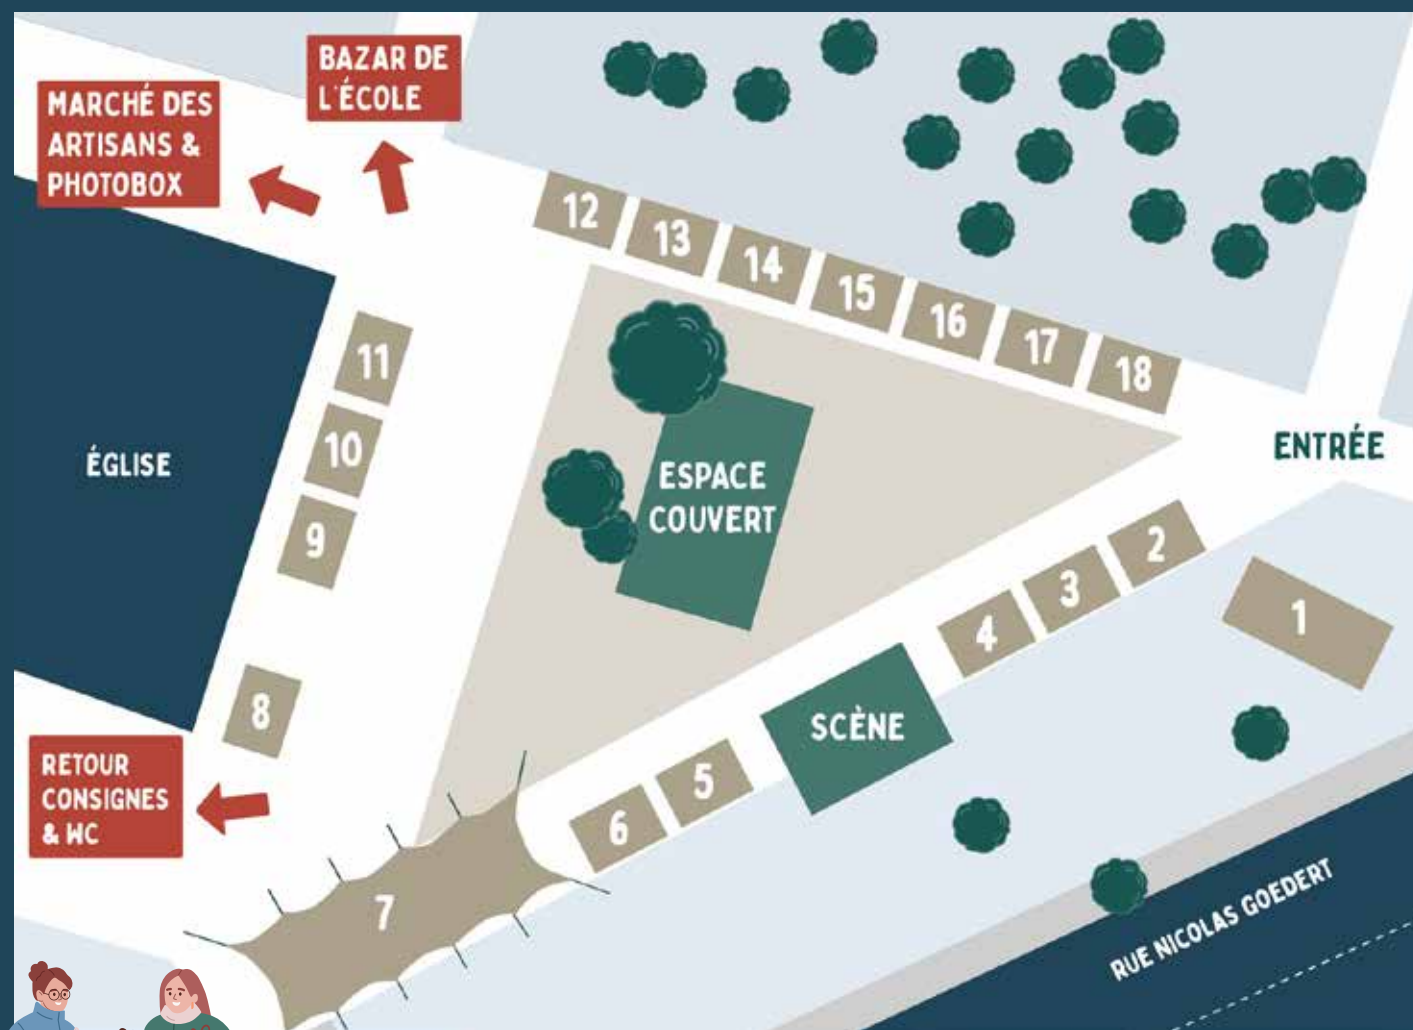 BAZAR DE
L'ÉCOLE
MARCHÉ DES
ARTISANS &
PHOTOBOX
12
13
14
15
16
17
18
11
10
9
8
ÉGLISE
ESPACE
COUVERT
ENTRÉE
2
3
4
1
SCÈNE
5
6
7
RETOUR
CONSIGNES
& WC
RUE NICOLAS GOEDERT